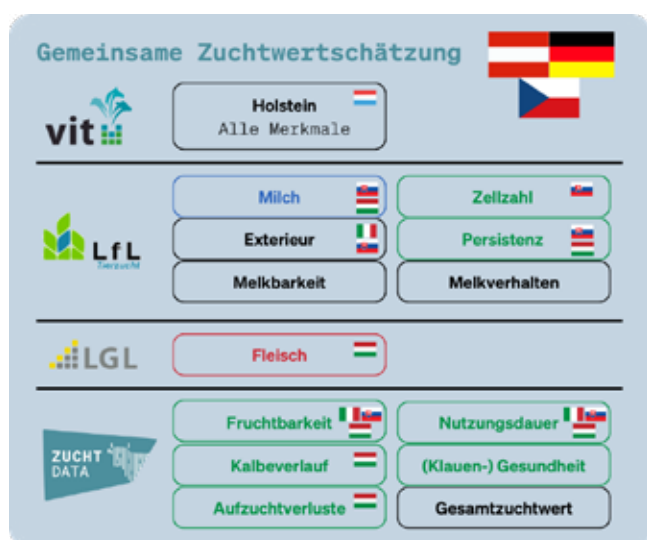 Gemeinsame Zuchtwertschätzung
vit
Holstein
Alle Merkmale
LfL
Tierzucht
Milch
Zellzahl
Exterieur
Persistenz
Melkbarkeit
Melkverhalten
LGL
Fleisch
ZUCHT
DATA
Fruchtbarkeit
Nutzungsdauer
Kalbeverlauf
(Klauen-) Gesundheit
Aufzuchtverluste
Gesamtzuchtwert